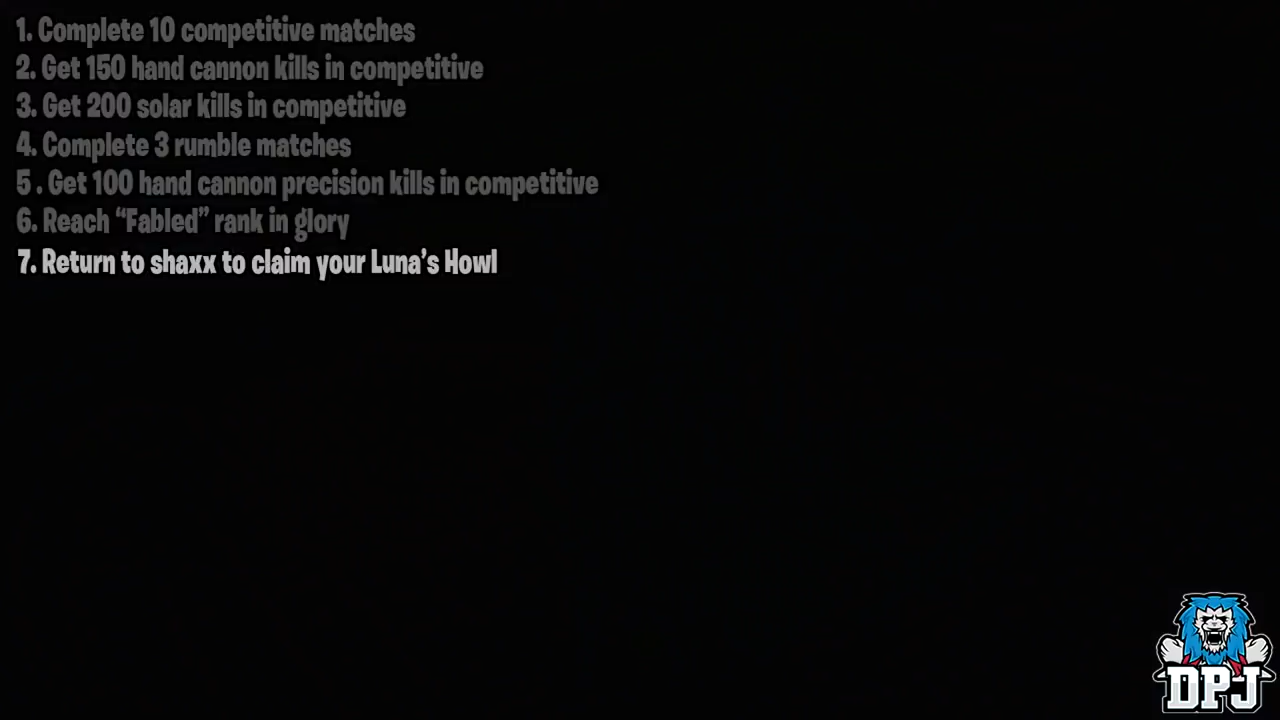 1. Complete 10 competitive matches
2. Get 150 hand cannon kills in competitive
3. Get 200 solar kills in competitive
4. Complete 3 rumble matches
5 . Get 100 hand cannon precision kills in competitive
6. Reach “Fabled” rank in glory
7. Return to shaxx to claim your Luna’s Howl
DPJ